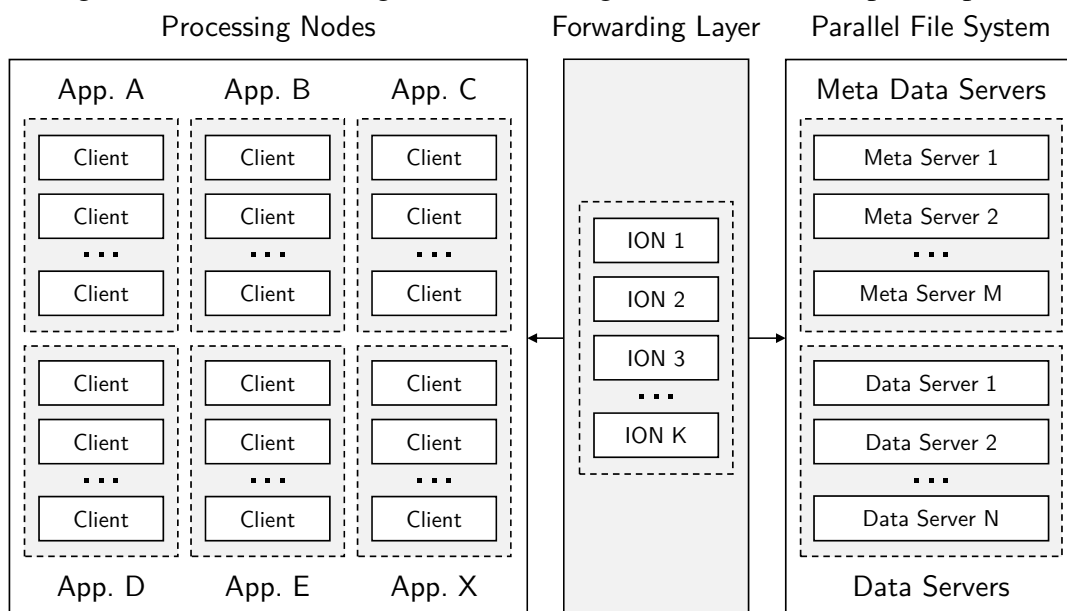 Processing Nodes
Forwarding Layer
Parallel File System
App. A
App. B
App. C
Client
Client
...
Client
Client
Client
...
Client
Client
Client
...
Client
Client
Client
...
Client
Client
Client
...
Client
Client
Client
...
Client
App. D
App. E
App. X
ION 1
ION 2
ION 3
...
ION K
Meta Data Servers
Meta Server 1
Meta Server 2
...
Meta Server M
Data Server 1
Data Server 2
...
Data Server N
Data Servers